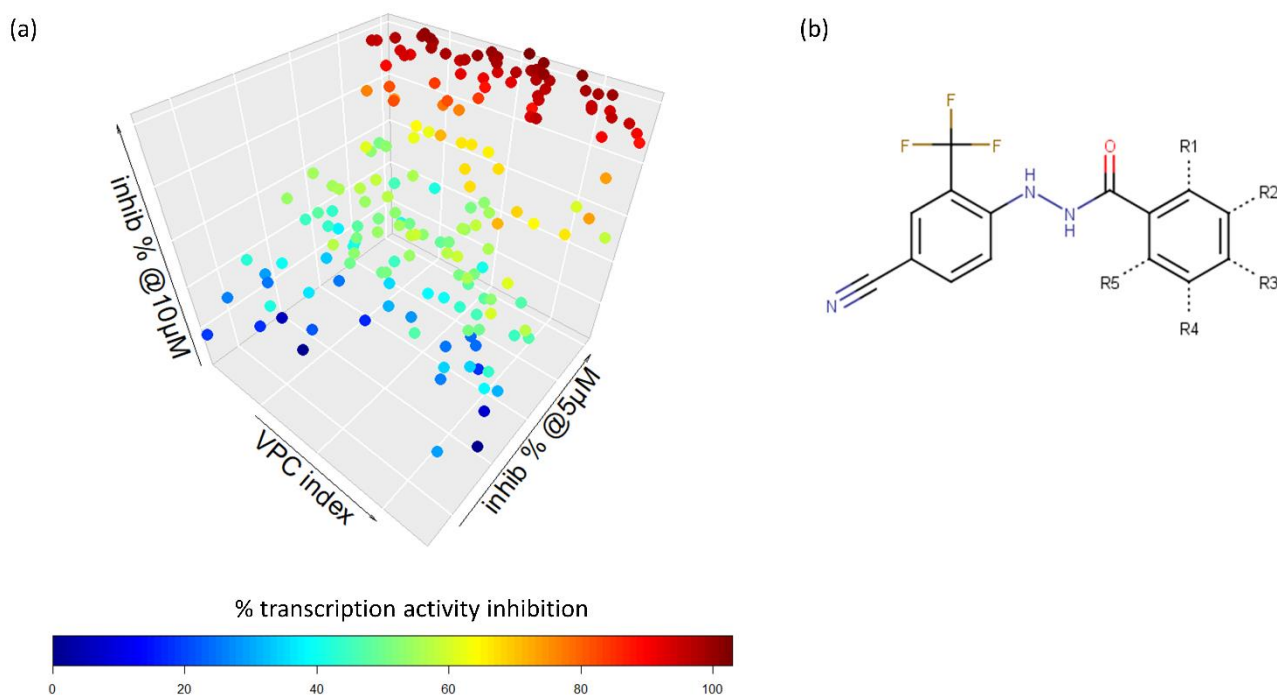 (a)
inhib % @10µM
VPC index
inhib % @5µM
% transcription activity inhibition
0 20 40 60 80 100
(b)
F
F F
O
R1
H
N
N
H
R2
R5
R3
R4
N